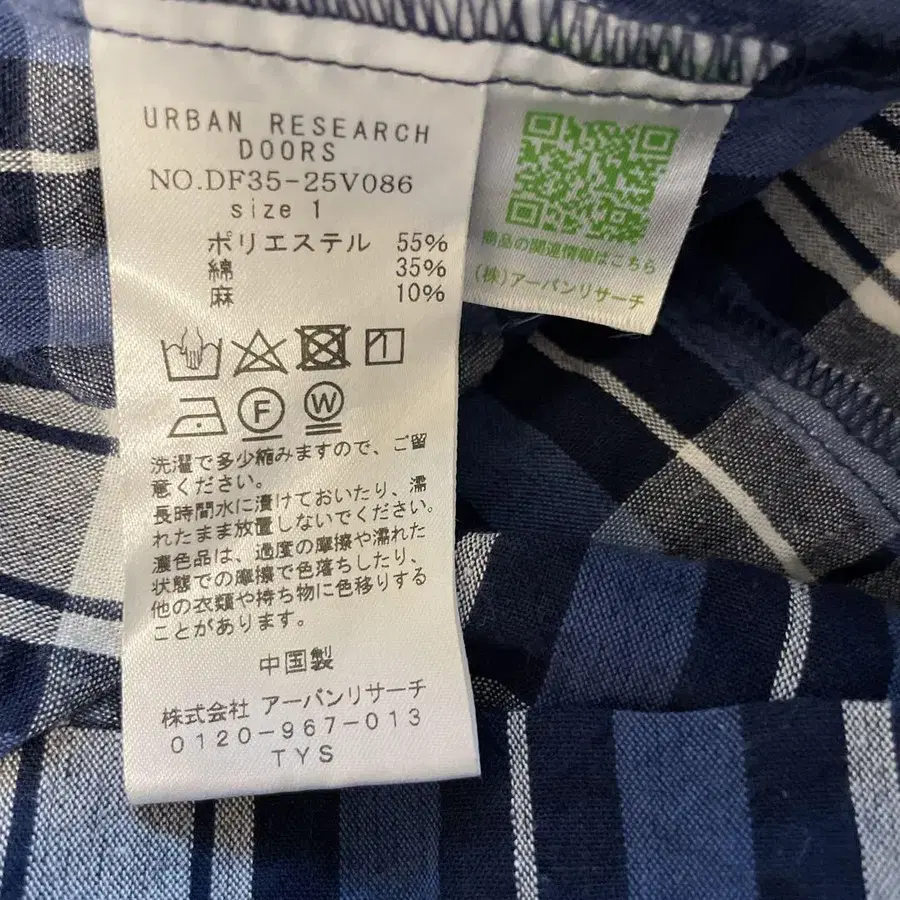 URBAN RESEARCH
DOORS
NO.DF35-25V086
size 1
ポリエステル 55%
綿 35%
麻 10%
F W
洗濯で多少縮みますので、ご留
意ください。
長時間水に漬けておいたり、濡
れたまま放置しないでください。
濃色品は、過度の摩擦や濡れた
状態での摩擦で色落ちしたり、
他の衣類や持ち物に色移りする
ことがあります。
中国製
株式会社 アーバンリサーチ
0120-967-013
TYS
商品の関連情報はこちら
(株)アーバンリサーチ